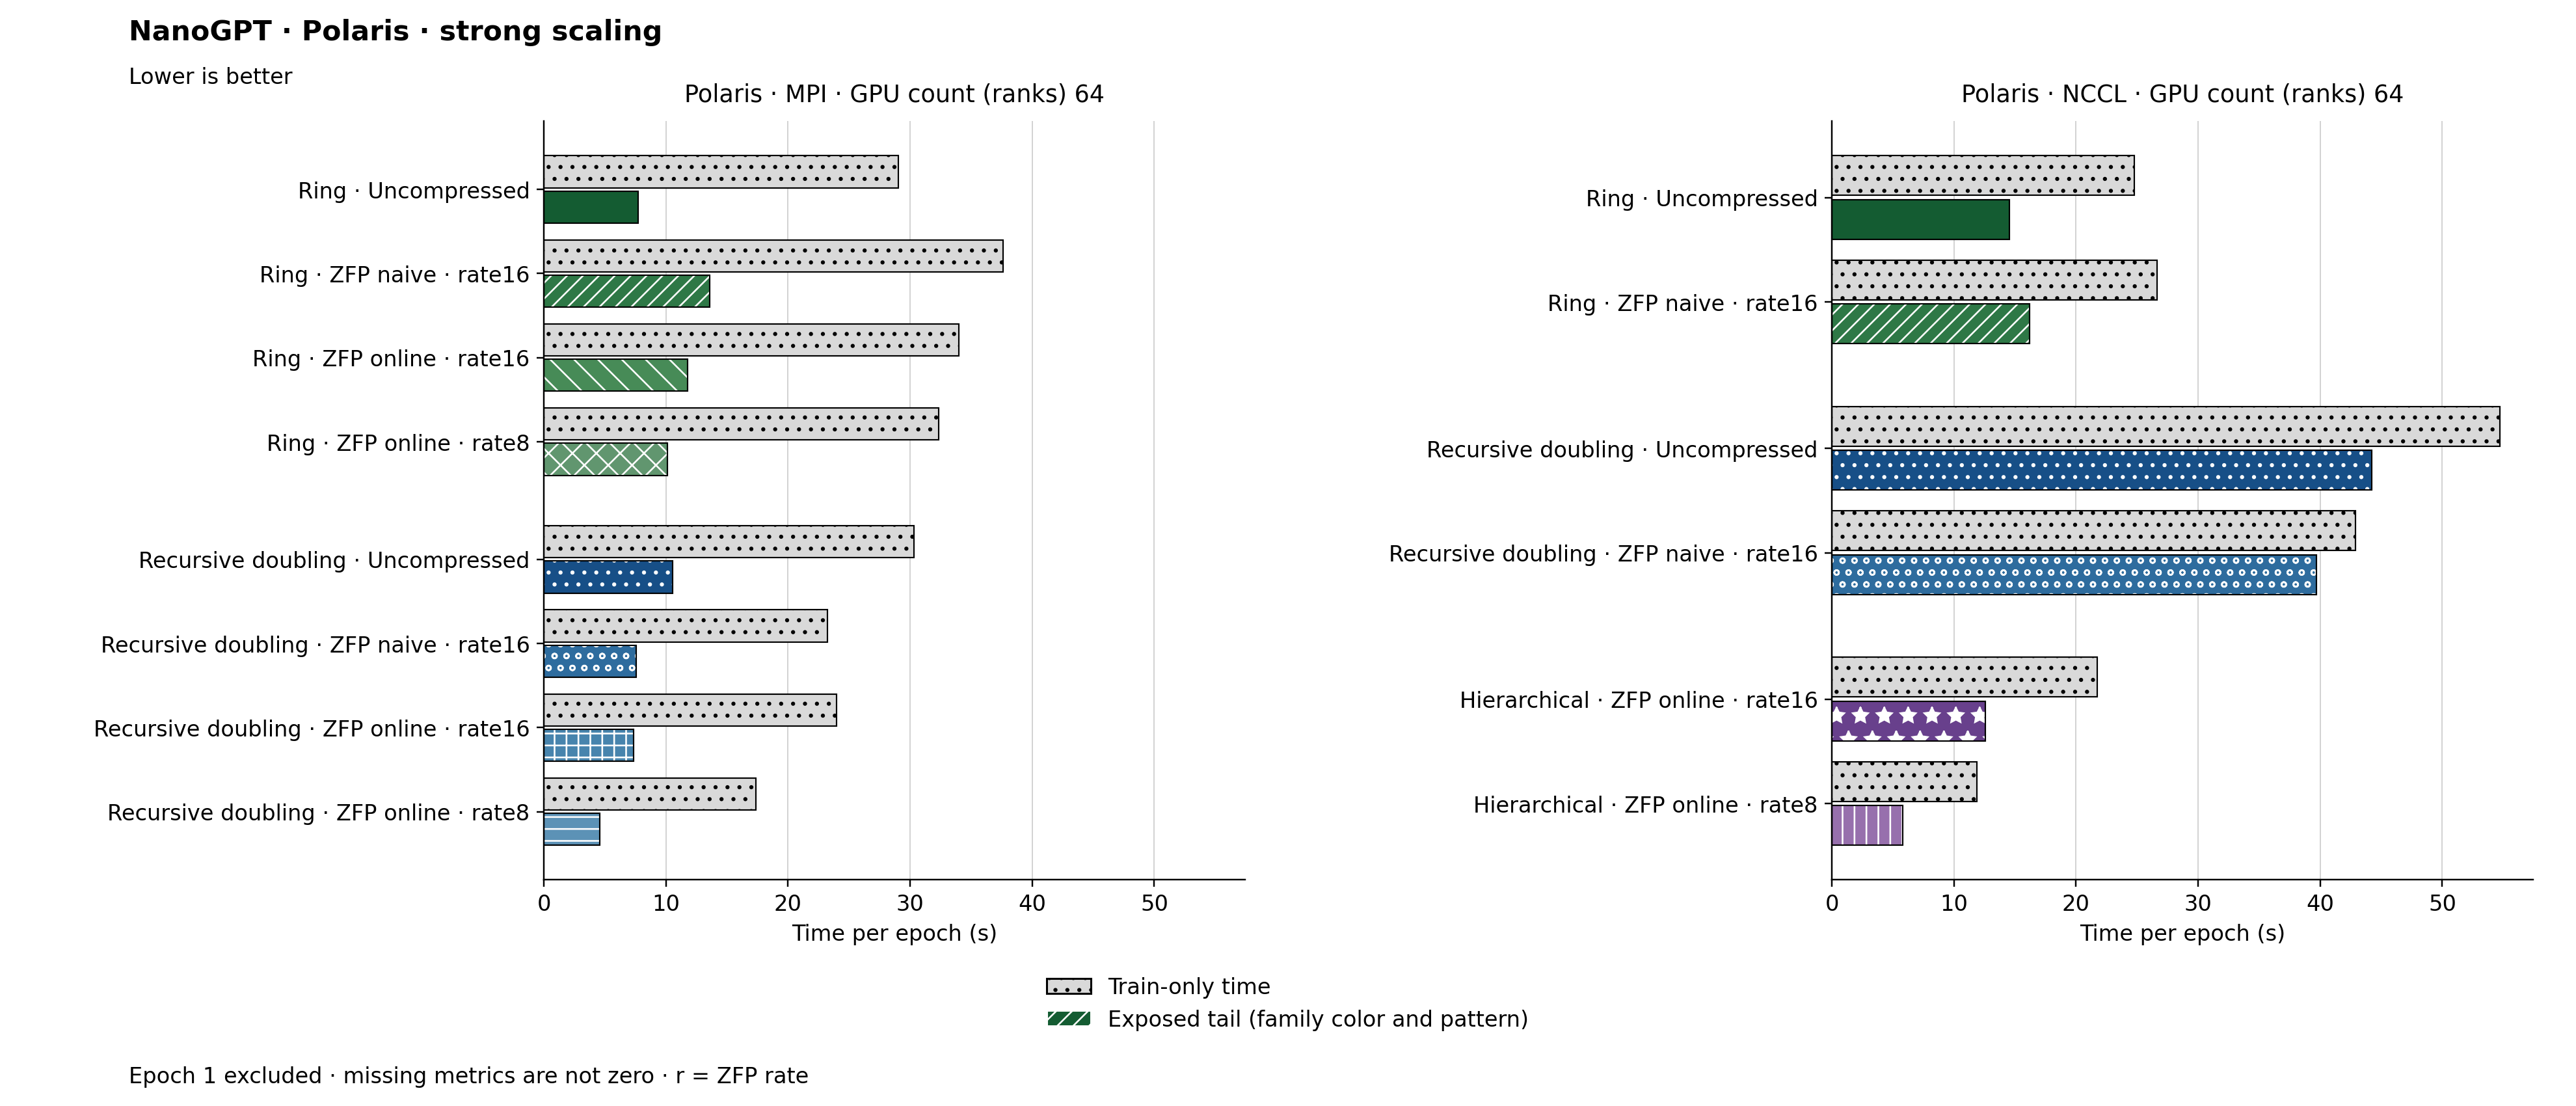 NanoGPT · Polaris · strong scaling
Lower is better
Polaris · MPI · GPU count (ranks) 64
Ring · Uncompressed
Ring · ZFP naive · rate16
Ring · ZFP online · rate16
Ring · ZFP online · rate8
Recursive doubling · Uncompressed
Recursive doubling · ZFP naive · rate16
Recursive doubling · ZFP online · rate16
Recursive doubling · ZFP online · rate8
0 10 20 30 40 50
Time per epoch (s)
Polaris · NCCL · GPU count (ranks) 64
Ring · Uncompressed
Ring · ZFP naive · rate16
Recursive doubling · Uncompressed
Recursive doubling · ZFP naive · rate16
Hierarchical · ZFP online · rate16
Hierarchical · ZFP online · rate8
0 10 20 30 40 50
Time per epoch (s)
Train-only time
Exposed tail (family color and pattern)
Epoch 1 excluded · missing metrics are not zero · r = ZFP rate